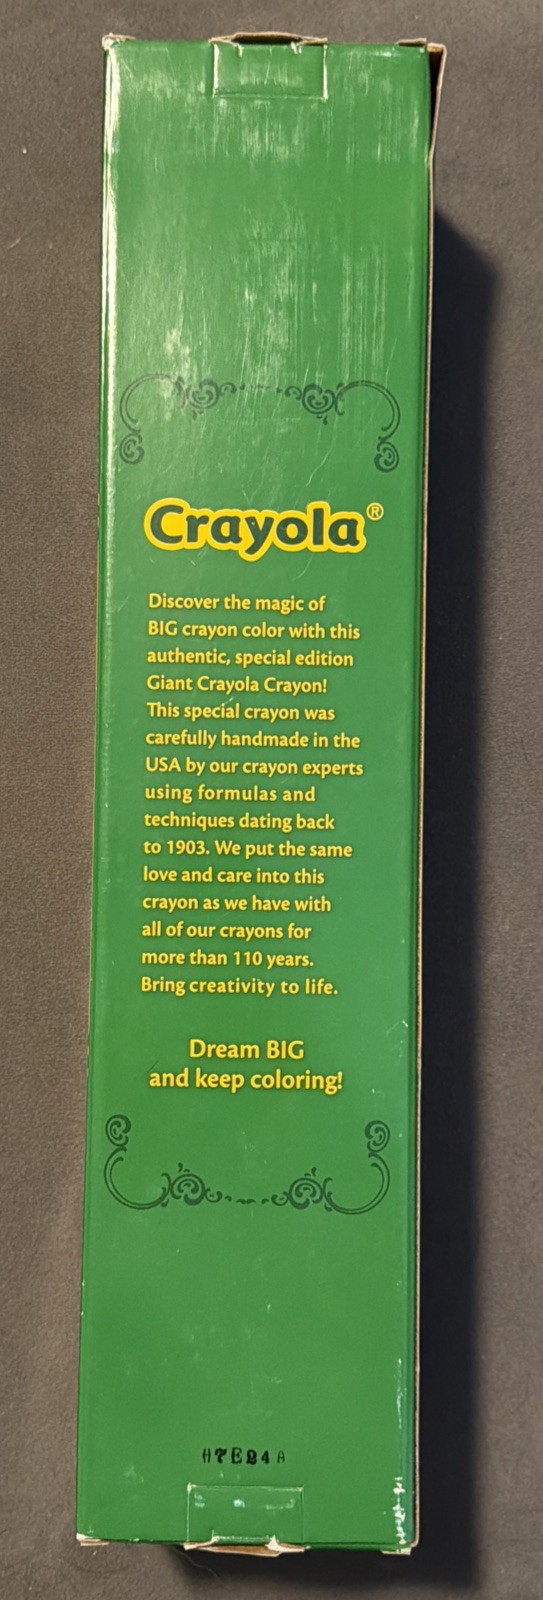 Crayola®
Discover the magic of
BIG crayon color with this
authentic, special edition
Giant Crayola Crayon!
This special crayon was
carefully handmade in the
USA by our crayon experts
using formulas and
techniques dating back
to 1903. We put the same
love and care into this
crayon as we have with
all of our crayons for
more than 110 years.
Bring creativity to life.
Dream BIG
and keep coloring!